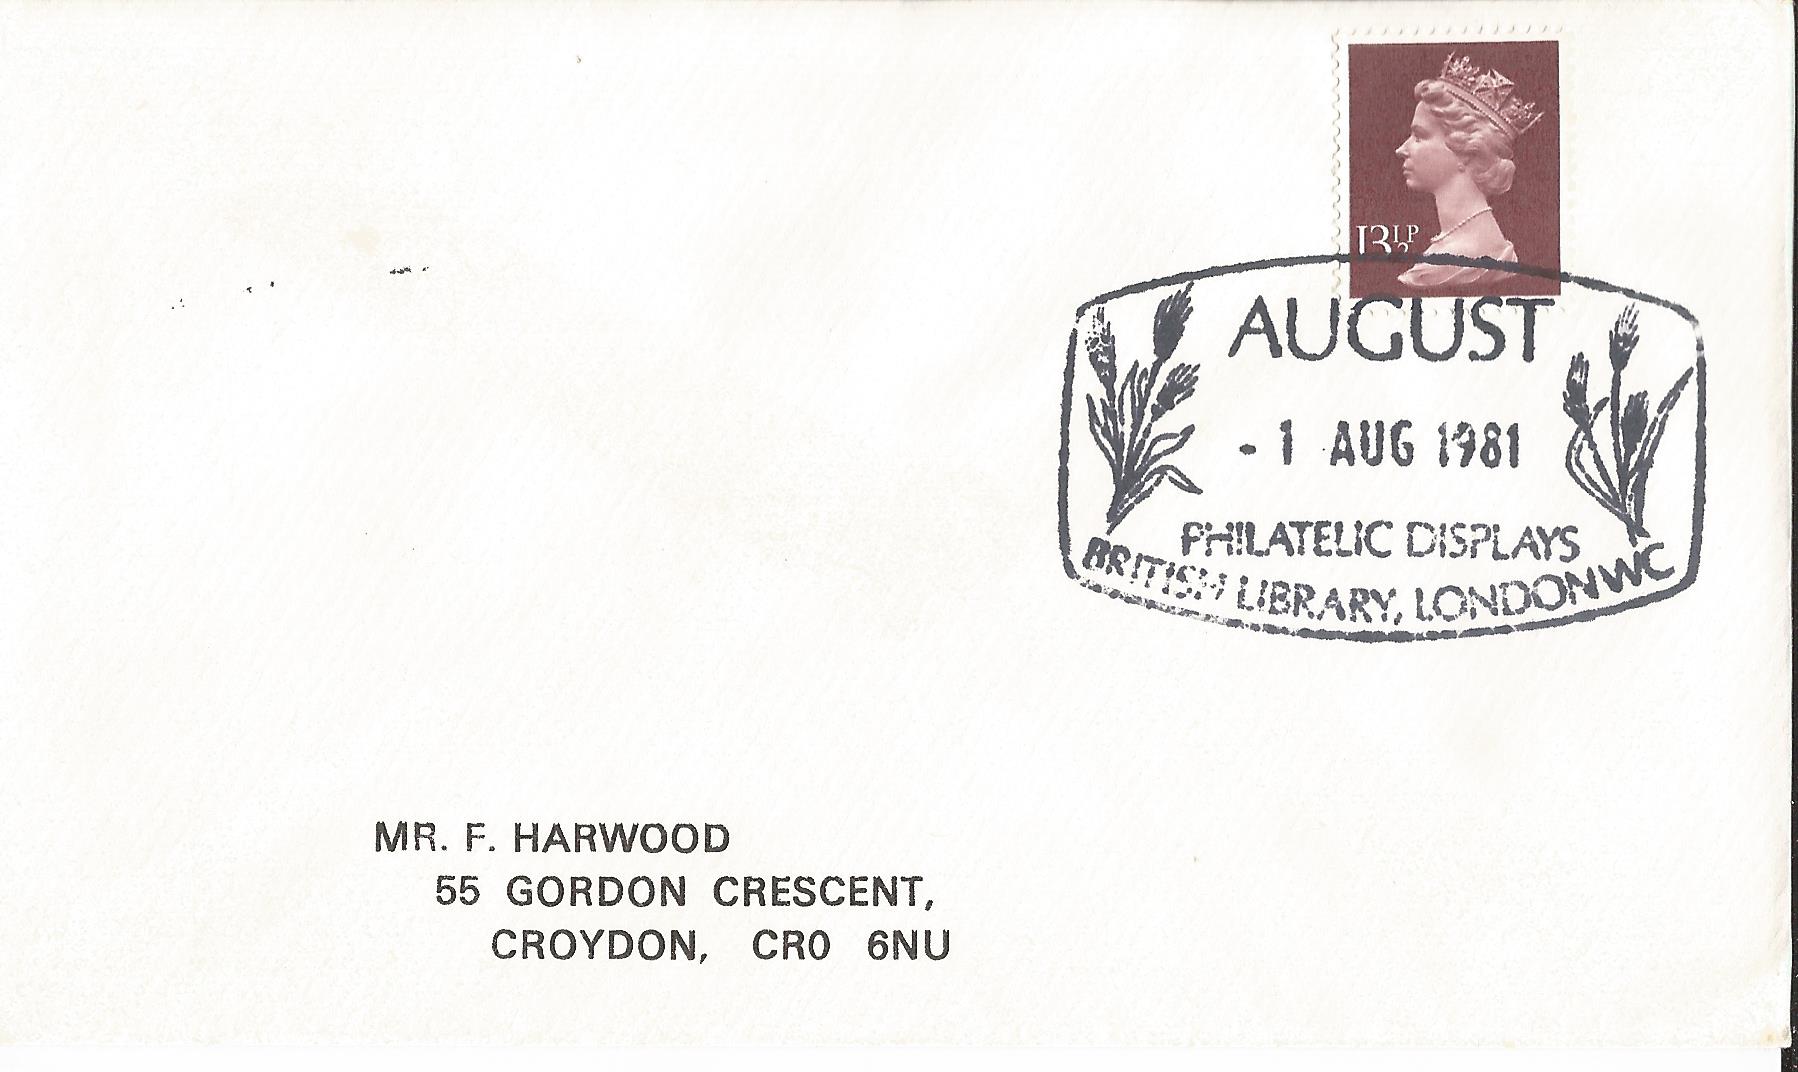 13½P
AUGUST
- 1 AUG 1981
PHILATELIC DISPLAYS
BRITISH LIBRARY, LONDON WC
MR. F. HARWOOD
55 GORDON CRESCENT,
CROYDON, CR0 6NU